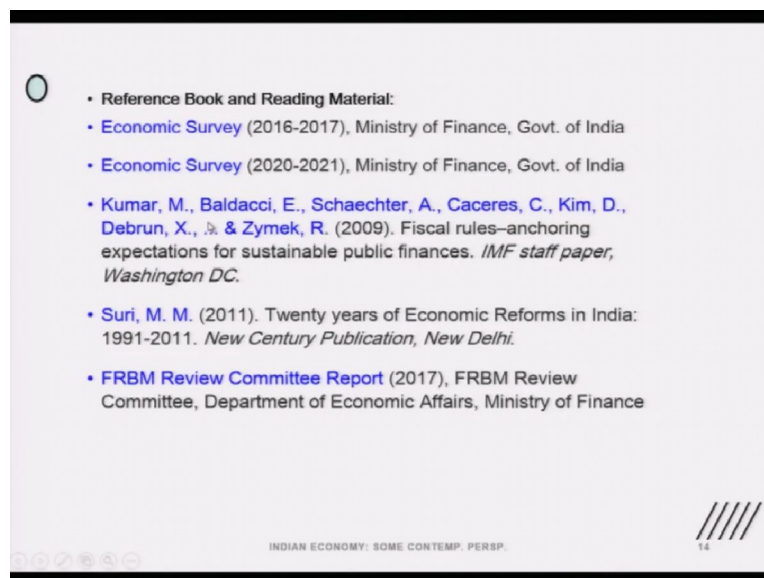 • Reference Book and Reading Material:
• Economic Survey (2016-2017), Ministry of Finance, Govt. of India
• Economic Survey (2020-2021), Ministry of Finance, Govt. of India
• Kumar, M., Baldacci, E., Schaechter, A., Caceres, C., Kim, D.,
Debrun, X., & Zymek, R. (2009). Fiscal rules–anchoring
expectations for sustainable public finances. IMF staff paper,
Washington DC.
• Suri, M. M. (2011). Twenty years of Economic Reforms in India:
1991-2011. New Century Publication, New Delhi.
• FRBM Review Committee Report (2017), FRBM Review
Committee, Department of Economic Affairs, Ministry of Finance
INDIAN ECONOMY: SOME CONTEMP. PERSP.
14